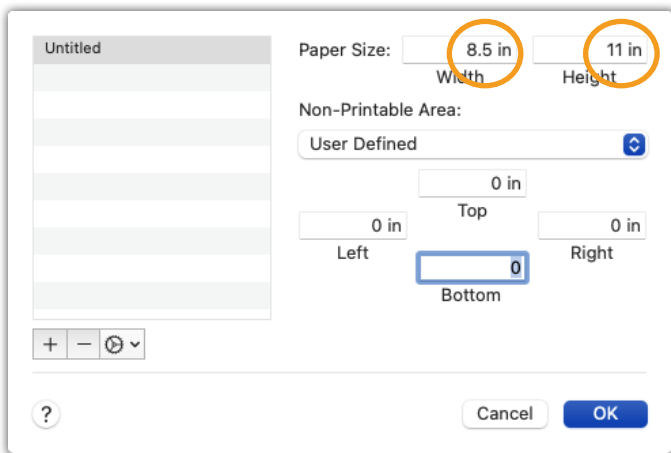 Untitled
Paper Size: 8.5 in 11 in
Width Height
Non-Printable Area:
User Defined
0 in
Top
0 in 0 in
Left Right
0
Bottom
+ −
? Cancel OK